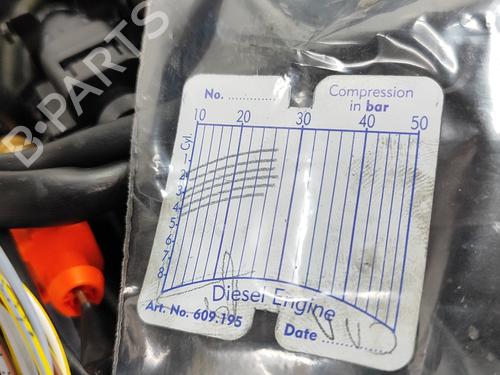 B-PARTS
No. ............
Compression
in bar
10 20 30 40 50
Cyl.
1
2
3
4
5
6
7
8
Diesel Engine
Art. No. 609.195
Date ............